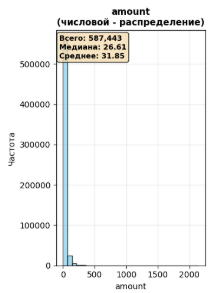 amount
(числовой - распределение)
Всего: 587,443
Медиана: 26.61
Среднее: 31.85
Частота
500000
400000
300000
200000
100000
0
0 500 1000 1500 2000
amount